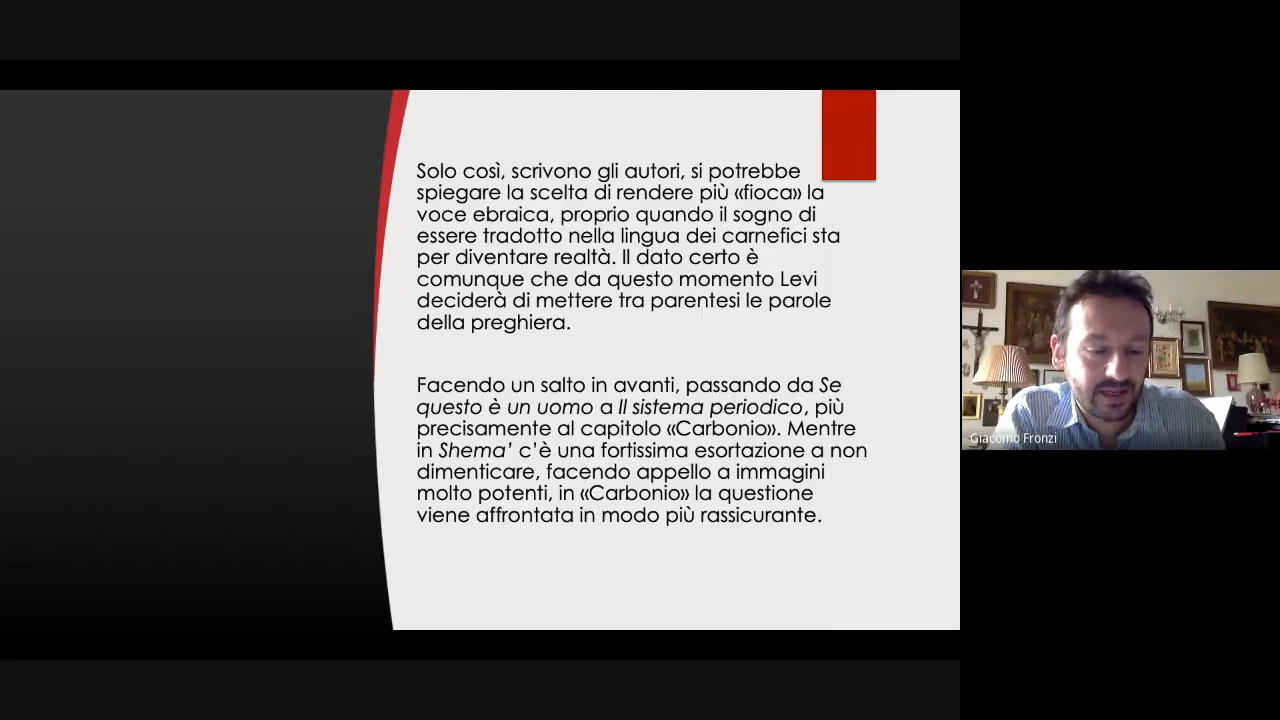 Solo così, scrivono gli autori, si potrebbe
spiegare la scelta di rendere più «fioca» la
voce ebraica, proprio quando il sogno di
essere tradotto nella lingua dei carnefici sta
per diventare realtà. Il dato certo è
comunque che da questo momento Levi
deciderà di mettere tra parentesi le parole
della preghiera.
Facendo un salto in avanti, passando da Se
questo è un uomo a Il sistema periodico, più
precisamente al capitolo «Carbonio». Mentre
in Shema’ c’è una fortissima esortazione a non
dimenticare, facendo appello a immagini
molto potenti, in «Carbonio» la questione
viene affrontata in modo più rassicurante.
Giacomo Fronzi